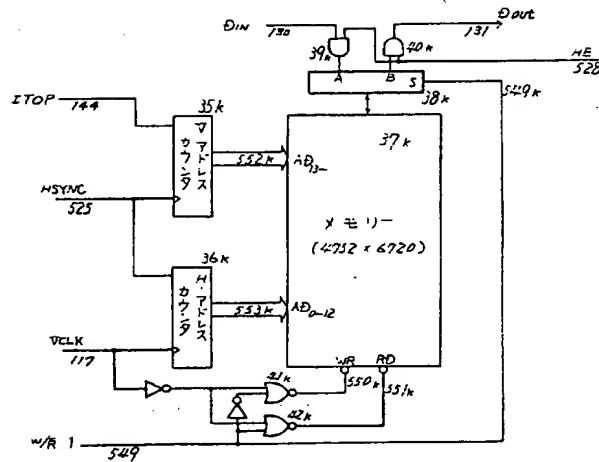 DIN
130
DOUT
131
39k
40k
HE
528
A
B
S
549k
38k
ITOP
144
35k
V アドレス
カウンタ
552k
AD13-
37k
メモリー
(4752 × 6720)
HSYNC
525
36k
H・アドレス
カウンタ
553k
AD0-12
VCLK
117
WR
RD
550k
551k
41k
42k
W/R 1
549